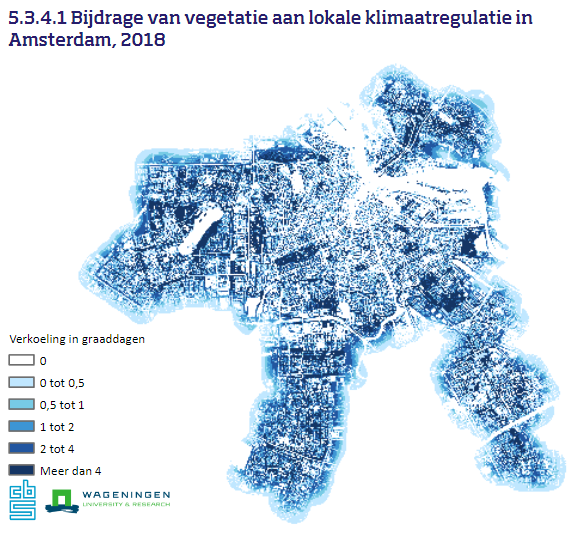 5.3.4.1 Bijdrage van vegetatie aan lokale klimaatregulatie in
Amsterdam, 2018
Verkoeling in graaddagen
0
0 tot 0,5
0,5 tot 1
1 tot 2
2 tot 4
Meer dan 4
cbs
WAGENINGEN
UNIVERSITY & RESEARCH